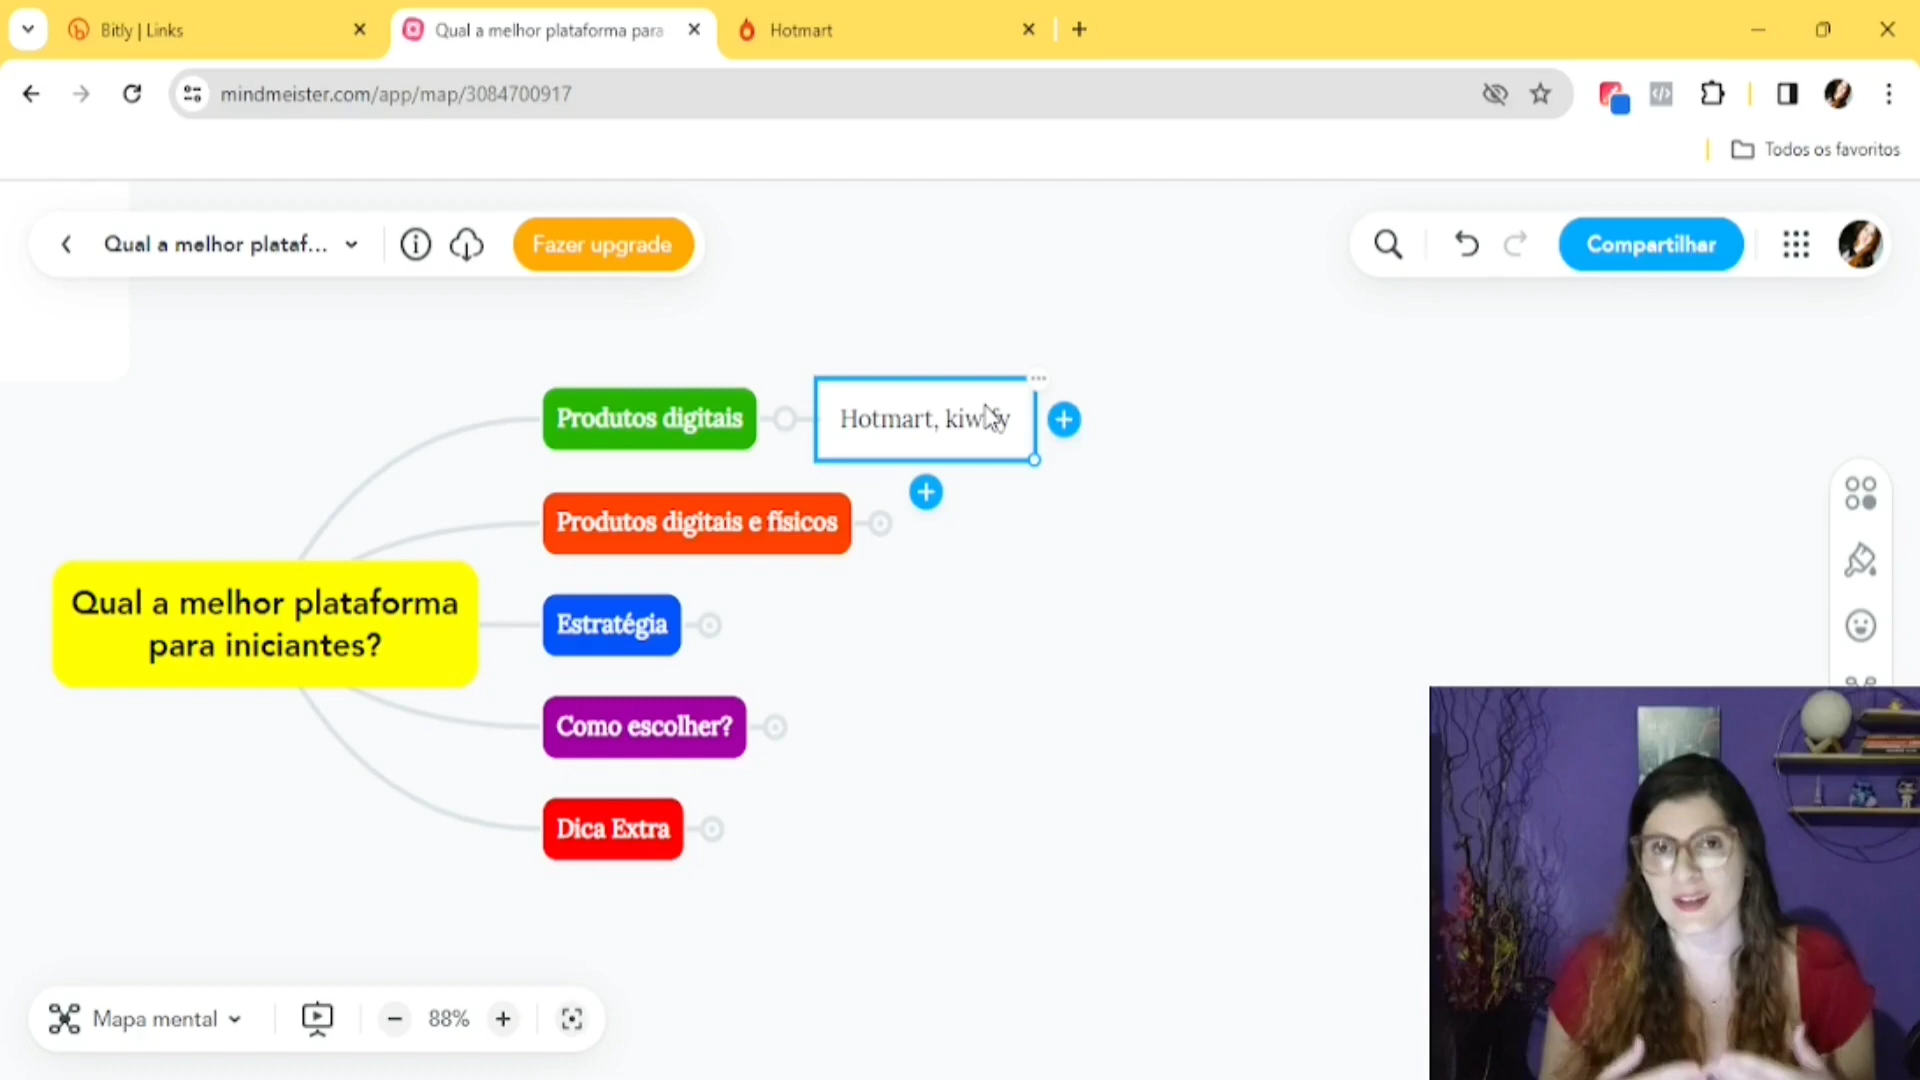 Bitly | Links
Qual a melhor plataforma para
Hotmart
mindmeister.com/app/map/3084700917
Todos os favoritos
Qual a melhor plataf...
Fazer upgrade
Compartilhar
Produtos digitais
Hotmart, kiwify
Produtos digitais e físicos
Qual a melhor plataforma
para iniciantes?
Estratégia
Como escolher?
Dica Extra
Mapa mental
88%